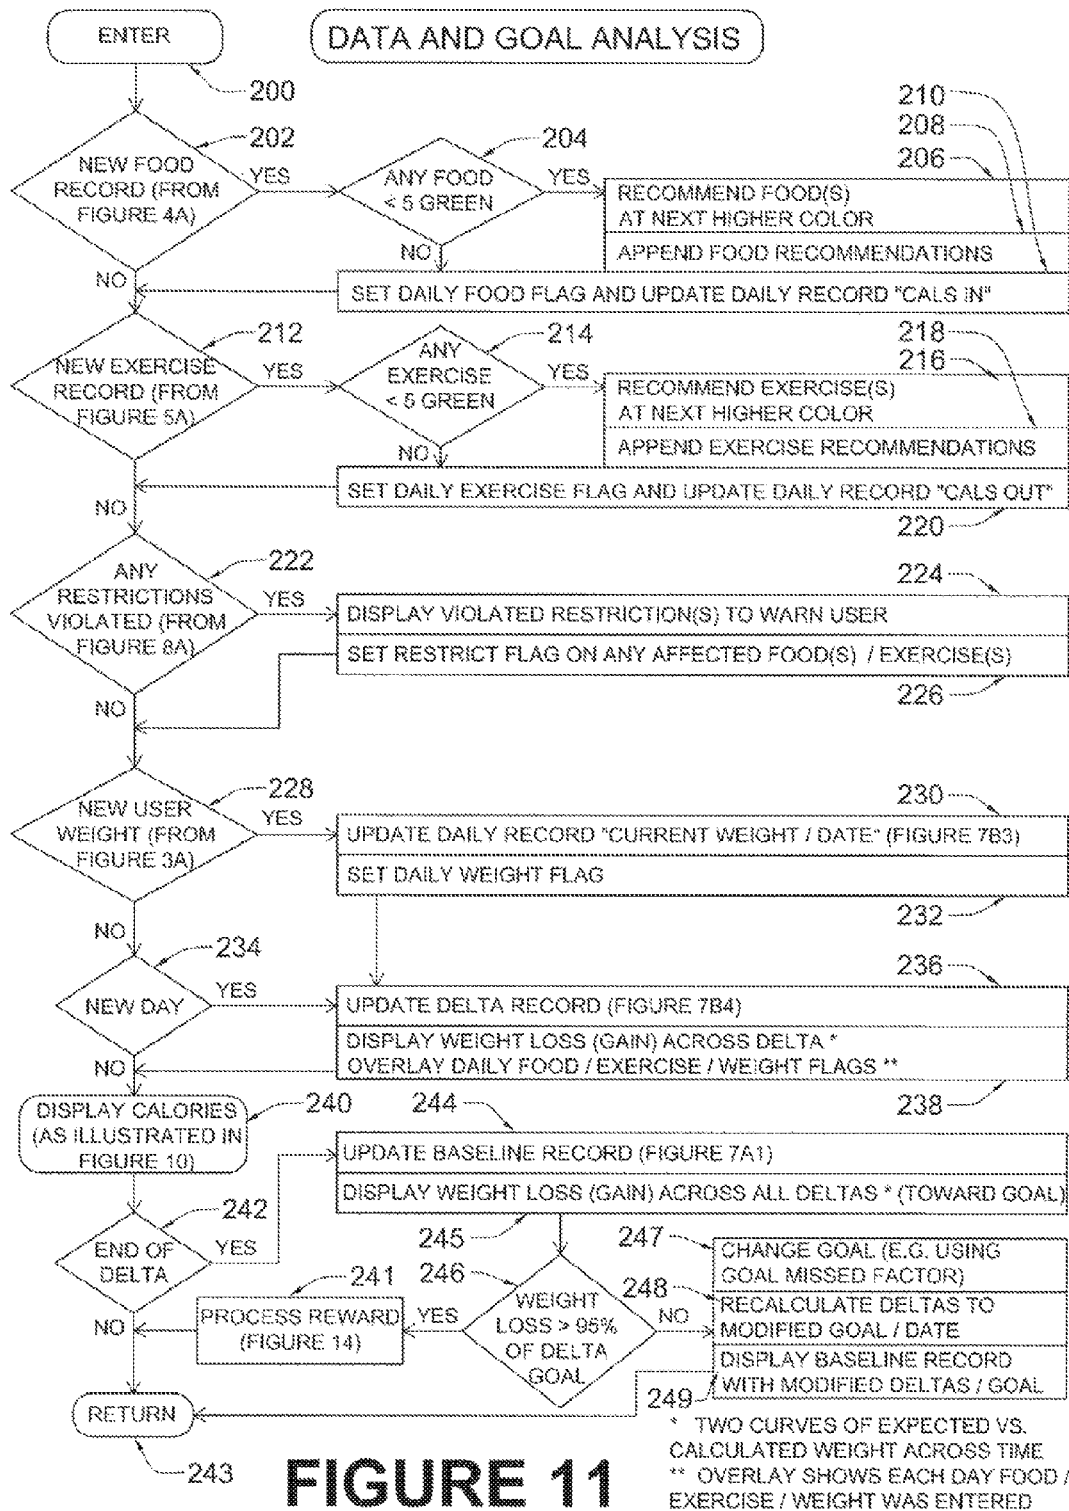 ENTER
DATA AND GOAL ANALYSIS
200
210
208
206
202
NEW FOOD
RECORD (FROM
FIGURE 4A)
YES
204
ANY FOOD
< 5 GREEN
YES
RECOMMEND FOOD(S)
AT NEXT HIGHER COLOR
APPEND FOOD RECOMMENDATIONS
NO
NO
SET DAILY FOOD FLAG AND UPDATE DAILY RECORD "CALS IN"
212
NEW EXERCISE
RECORD (FROM
FIGURE 5A)
YES
214
ANY
EXERCISE
< 5 GREEN
YES
218
216
RECOMMEND EXERCISE(S)
AT NEXT HIGHER COLOR
APPEND EXERCISE RECOMMENDATIONS
NO
SET DAILY EXERCISE FLAG AND UPDATE DAILY RECORD "CALS OUT"
220
NO
222
ANY
RESTRICTIONS
VIOLATED (FROM
FIGURE 8A)
YES
224
DISPLAY VIOLATED RESTRICTION(S) TO WARN USER
SET RESTRICT FLAG ON ANY AFFECTED FOOD(S) / EXERCISE(S)
226
NO
228
NEW USER
WEIGHT (FROM
FIGURE 3A)
YES
230
UPDATE DAILY RECORD "CURRENT WEIGHT / DATE" (FIGURE 7B3)
SET DAILY WEIGHT FLAG
232
NO
234
NEW DAY
YES
236
UPDATE DELTA RECORD (FIGURE 7B4)
DISPLAY WEIGHT LOSS (GAIN) ACROSS DELTA *
OVERLAY DAILY FOOD / EXERCISE / WEIGHT FLAGS **
238
NO
DISPLAY CALORIES
(AS ILLUSTRATED IN
FIGURE 10)
240
244
UPDATE BASELINE RECORD (FIGURE 7A1)
DISPLAY WEIGHT LOSS (GAIN) ACROSS ALL DELTAS * (TOWARD GOAL)
245
242
END OF
DELTA
YES
NO
241
PROCESS REWARD
(FIGURE 14)
YES
246
WEIGHT
LOSS > 95%
OF DELTA
GOAL
NO
247
CHANGE GOAL (E.G. USING
GOAL MISSED FACTOR)
248
RECALCULATE DELTAS TO
MODIFIED GOAL / DATE
DISPLAY BASELINE RECORD
WITH MODIFIED DELTAS / GOAL
249
RETURN
243
* TWO CURVES OF EXPECTED VS.
CALCULATED WEIGHT ACROSS TIME
** OVERLAY SHOWS EACH DAY FOOD /
EXERCISE / WEIGHT WAS ENTERED
FIGURE 11